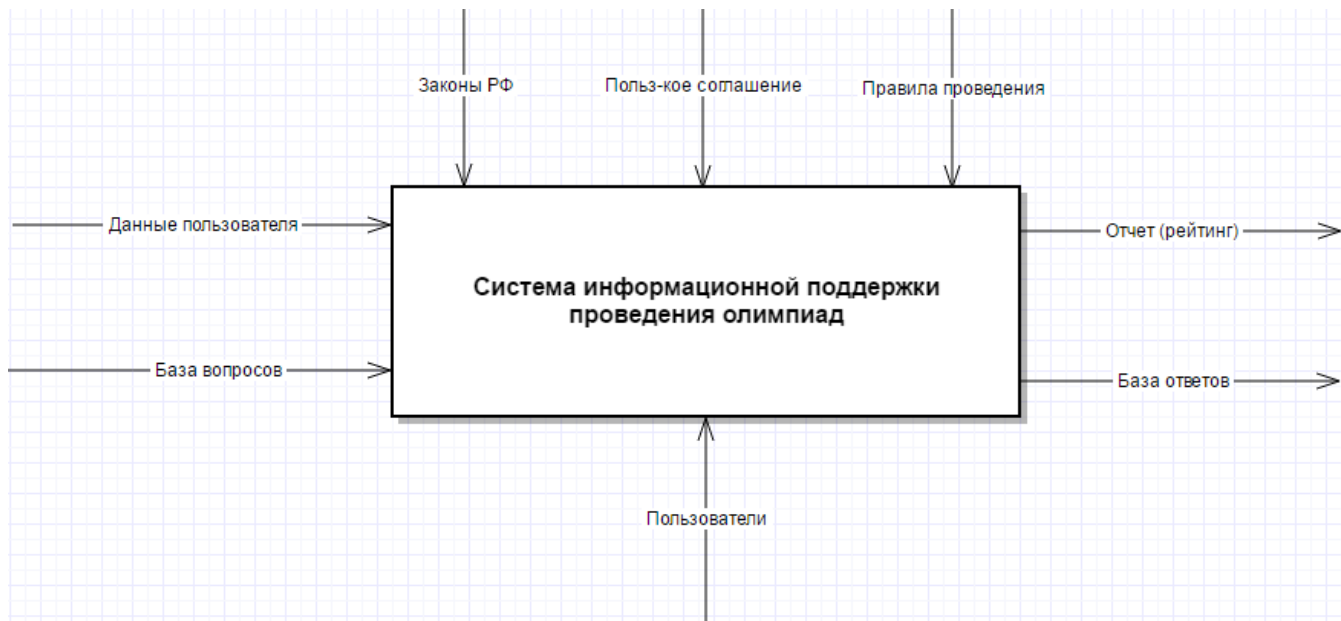 Законы РФ
Польз-кое соглашение
Правила проведения
Данные пользователя
Отчет (рейтинг)
Система информационной поддержки
проведения олимпиад
База вопросов
База ответов
Пользователи